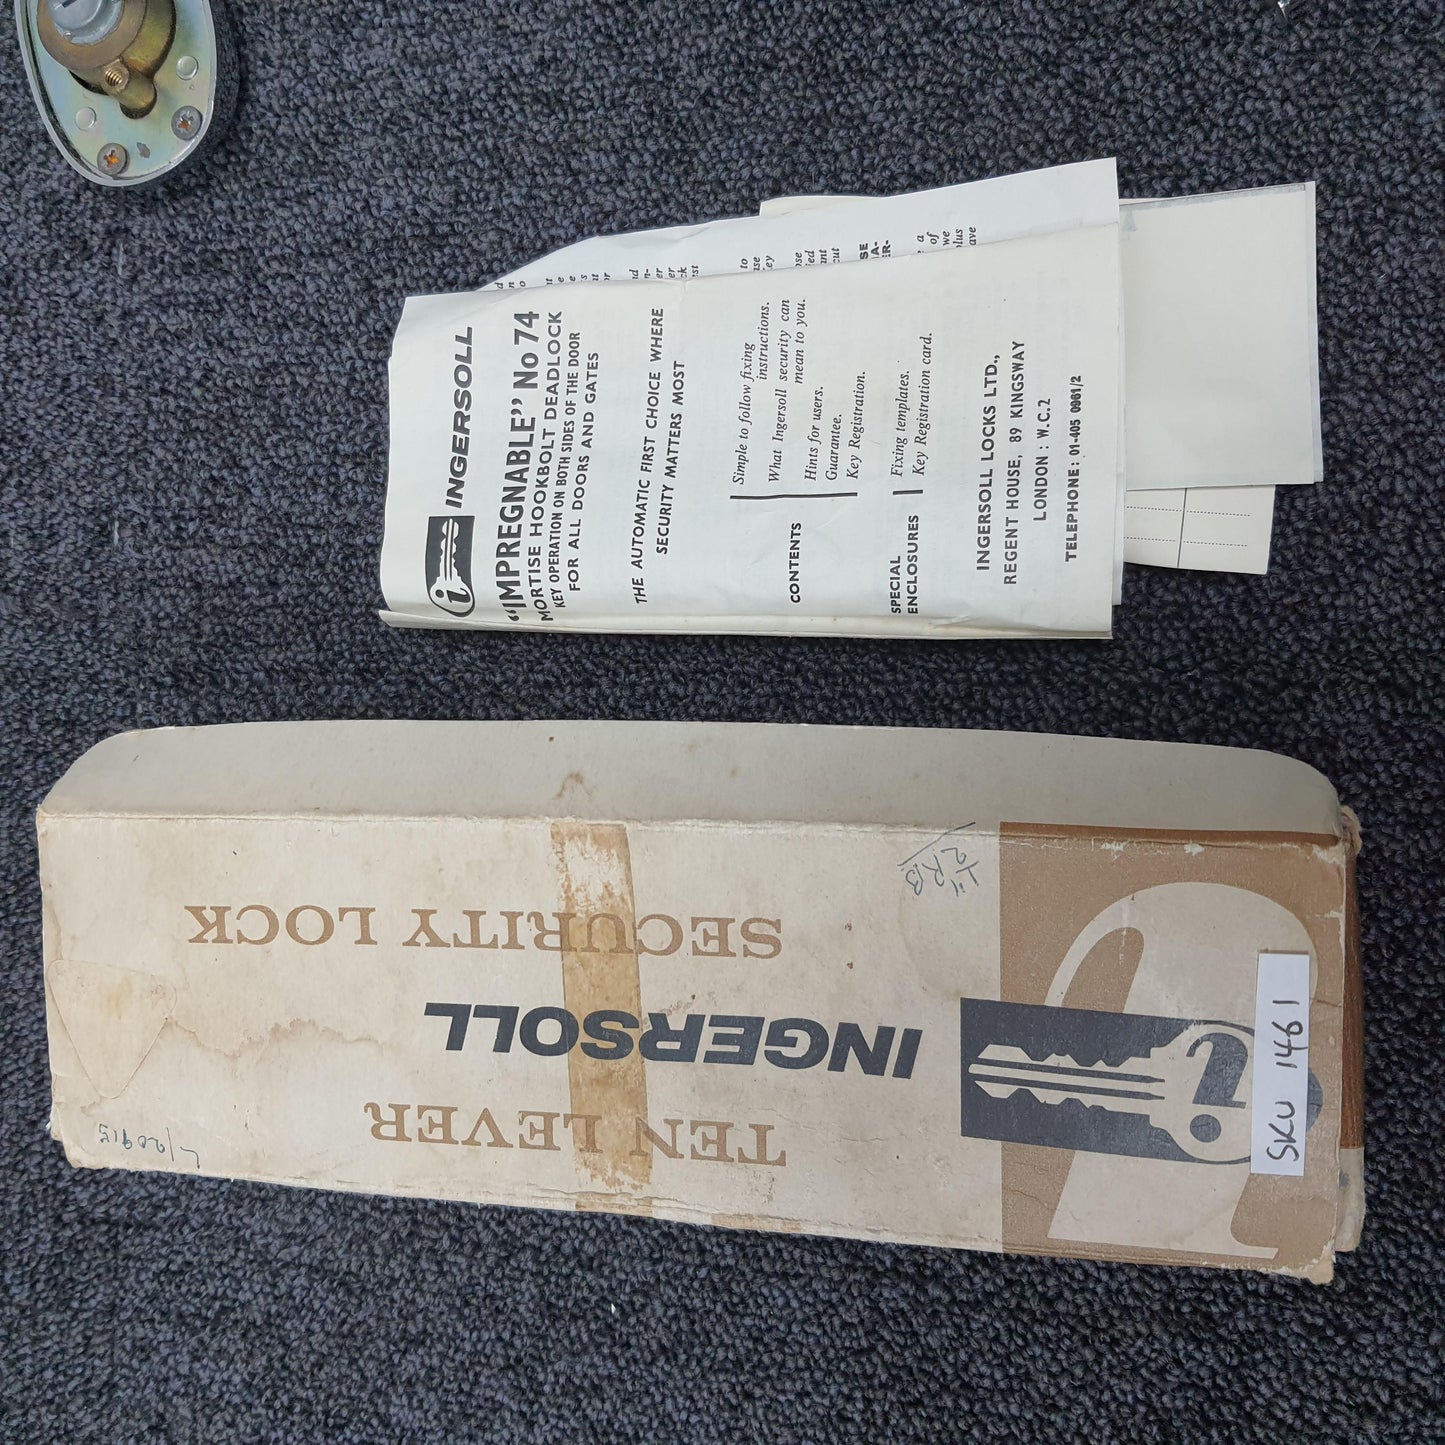 INGERSOLL
"IMPREGNABLE" No 74
MORTISE HOOKBOLT DEADLOCK
KEY OPERATION ON BOTH SIDES OF THE DOOR
FOR ALL DOORS AND GATES
THE AUTOMATIC FIRST CHOICE WHERE
SECURITY MATTERS MOST
CONTENTS
Simple to follow fixing
instructions.
What Ingersoll security can
mean to you.
Hints for users.
Guarantee.
Key Registration.
SPECIAL
ENCLOSURES
Fixing templates.
Key Registration card.
INGERSOLL LOCKS LTD.,
REGENT HOUSE, 89 KINGSWAY
LONDON : W.C.2
TELEPHONE: 01-405 0961/2
TEN LEVER
INGERSOLL
SECURITY LOCK
i
SKU 1461